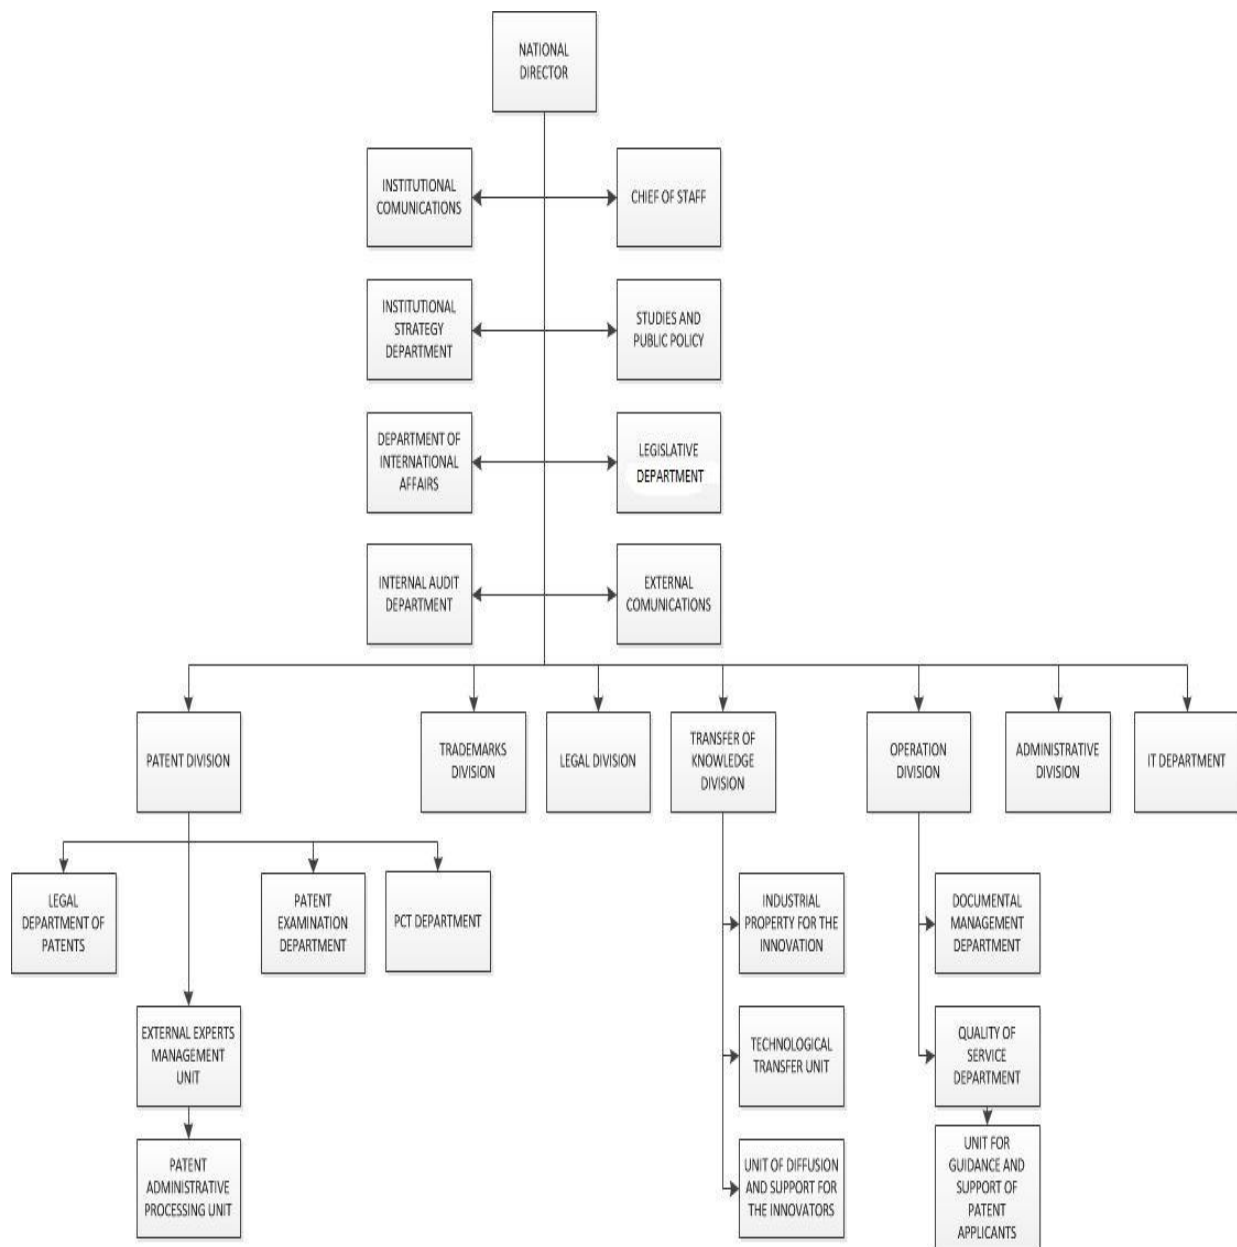 NATIONAL
DIRECTOR
INSTITUTIONAL
COMUNICATIONS
CHIEF OF STAFF
INSTITUTIONAL
STRATEGY
DEPARTMENT
STUDIES AND
PUBLIC POLICY
DEPARTMENT OF
INTERNATIONAL
AFFAIRS
LEGISLATIVE
DEPARTMENT
INTERNAL AUDIT
DEPARTMENT
EXTERNAL
COMUNICATIONS
PATENT DIVISION
TRADEMARKS
DIVISION
LEGAL DIVISION
TRANSFER OF
KNOWLEDGE
DIVISION
OPERATION
DIVISION
ADMINISTRATIVE
DIVISION
IT DEPARTMENT
LEGAL
DEPARTMENT OF
PATENTS
PATENT
EXAMINATION
DEPARTMENT
PCT DEPARTMENT
INDUSTRIAL
PROPERTY FOR THE
INNOVATION
DOCUMENTAL
MANAGEMENT
DEPARTMENT
EXTERNAL EXPERTS
MANAGEMENT
UNIT
TECHNOLOGICAL
TRANSFER UNIT
QUALITY OF
SERVICE
DEPARTMENT
PATENT
ADMINISTRATIVE
PROCESSING UNIT
UNIT OF DIFFUSION
AND SUPPORT FOR
THE INNOVATORS
UNIT FOR
GUIDANCE AND
SUPPORT OF
PATENT
APPLICANTS